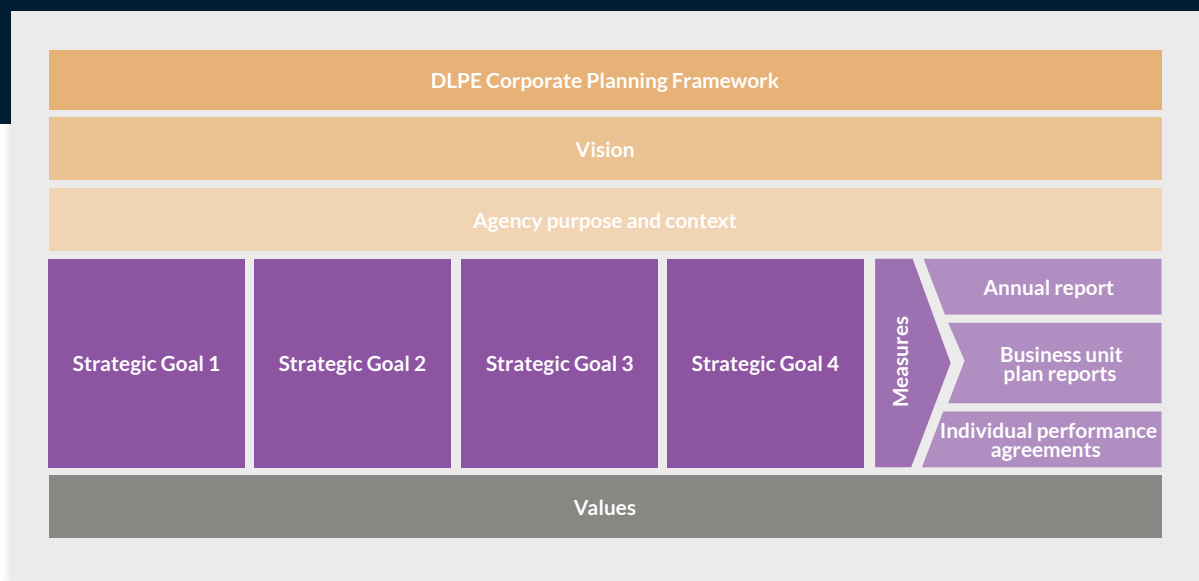 DLPE Corporate Planning Framework
Vision
Agency purpose and context
Strategic Goal 1
Strategic Goal 2
Strategic Goal 3
Strategic Goal 4
Measures
Annual report
Business unit
plan reports
Individual performance
agreements
Values